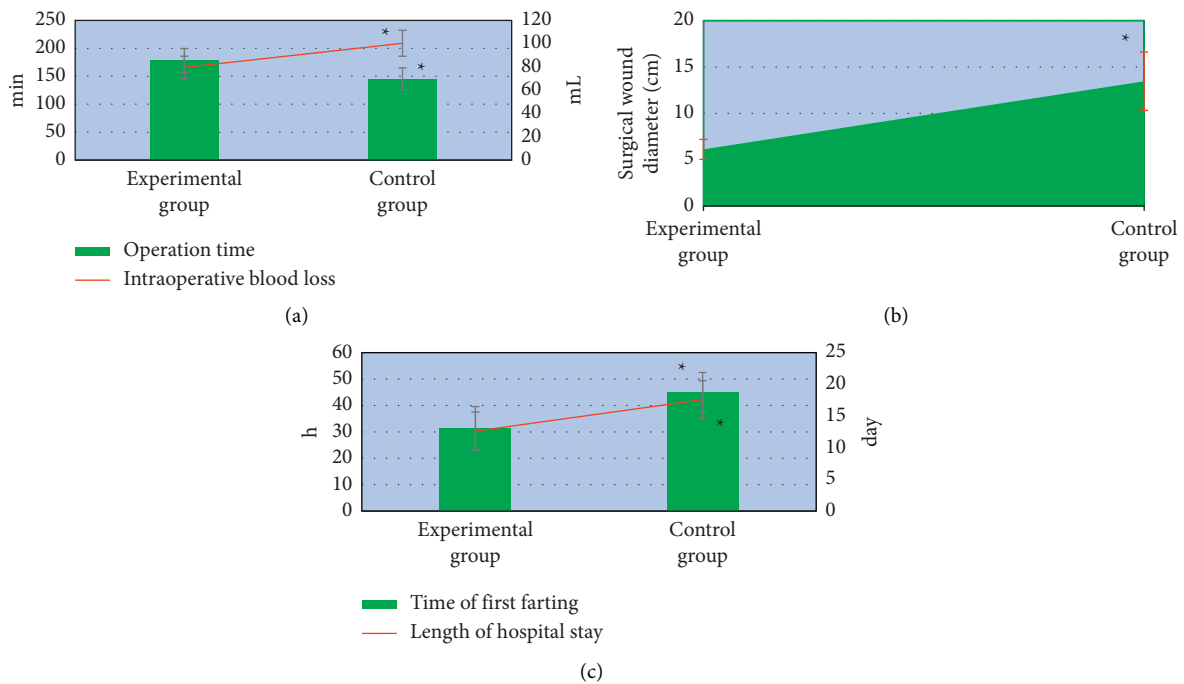 250
200
150
100
50
0
min
120
100
80
60
40
20
0
mL
*
*
Experimental
group
Control
group
Operation time
Intraoperative blood loss
(a)
20
15
10
5
0
Surgical wound
diameter (cm)
*
Experimental
group
Control
group
(b)
60
50
40
30
20
10
0
h
25
20
15
10
5
0
day
*
*
Experimental
group
Control
group
Time of first farting
Length of hospital stay
(c)